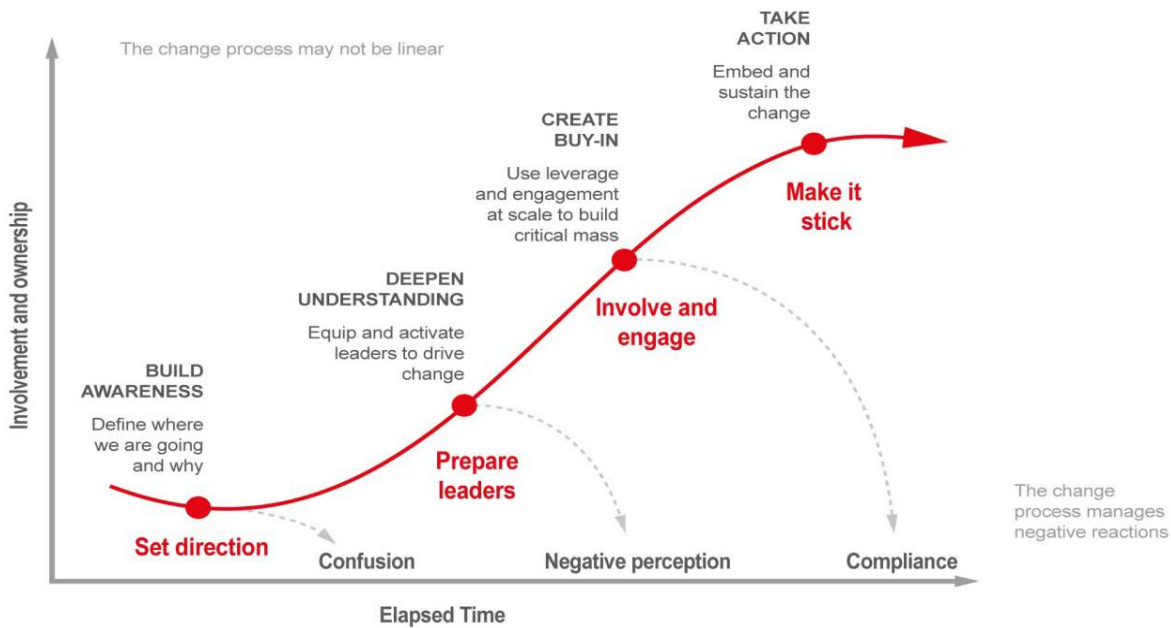 The change process may not be linear
TAKE
ACTION
Embed and
sustain the
change
CREATE
BUY-IN
Use leverage
and engagement
at scale to build
critical mass
Make it
stick
DEEPEN
UNDERSTANDING
Equip and activate
leaders to drive
change
Involve and
engage
BUILD
AWARENESS
Define where
we are going
and why
Prepare
leaders
Set direction
The change
process manages
negative reactions
Confusion
Negative perception
Compliance
Involvement and ownership
Elapsed Time